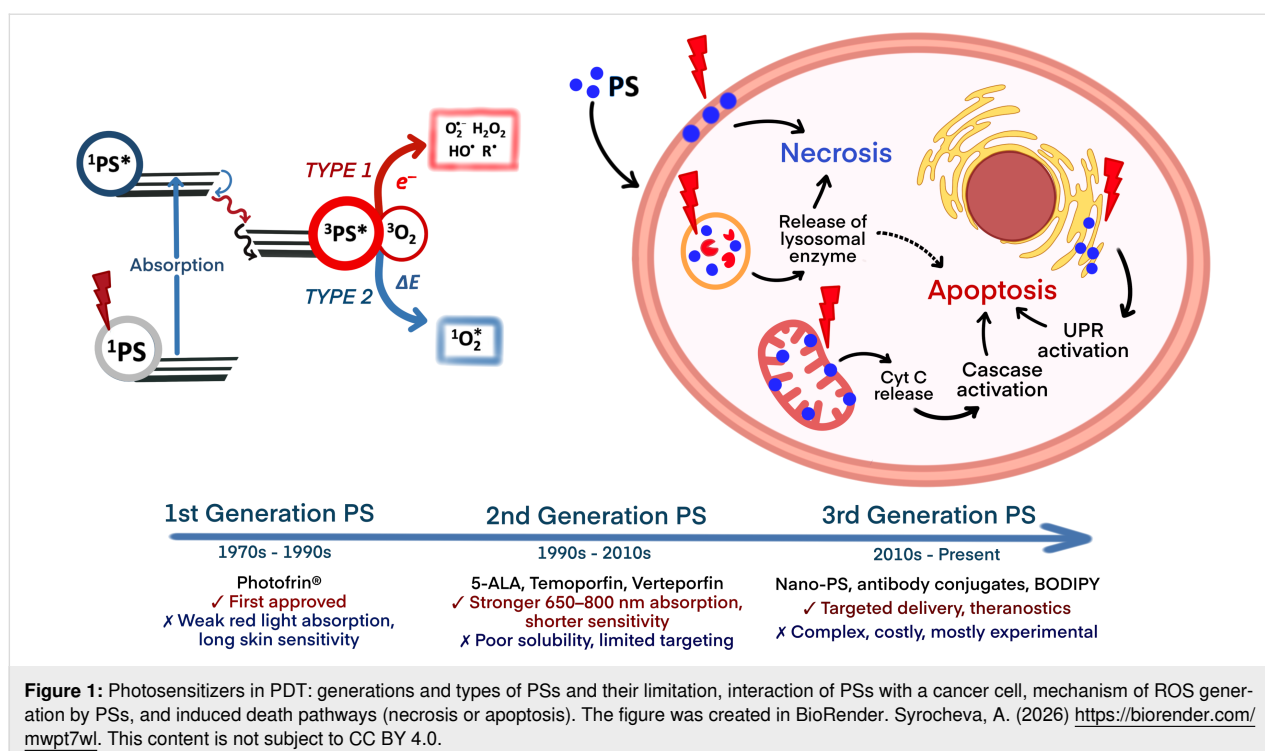 PS
¹PS*
O₂•⁻ H₂O₂
HO• R•
TYPE 1
e⁻
³PS*
³O₂
Absorption
TYPE 2
ΔE
¹PS
¹O₂*
Necrosis
Release of
lysosomal
enzyme
Apoptosis
UPR
activation
Cyt C
release
Cascase
activation
1st Generation PS
1970s - 1990s
Photofrin®
✓ First approved
✗ Weak red light absorption,
long skin sensitivity
2nd Generation PS
1990s - 2010s
5-ALA, Temoporfin, Verteporfin
✓ Stronger 650–800 nm absorption,
shorter sensitivity
✗ Poor solubility, limited targeting
3rd Generation PS
2010s - Present
Nano-PS, antibody conjugates, BODIPY
✓ Targeted delivery, theranostics
✗ Complex, costly, mostly experimental
Figure 1: Photosensitizers in PDT: generations and types of PSs and their limitation, interaction of PSs with a cancer cell, mechanism of ROS gener-
ation by PSs, and induced death pathways (necrosis or apoptosis). The figure was created in BioRender. Syrocheva, A. (2026) https://biorender.com/
mwpt7wl. This content is not subject to CC BY 4.0.